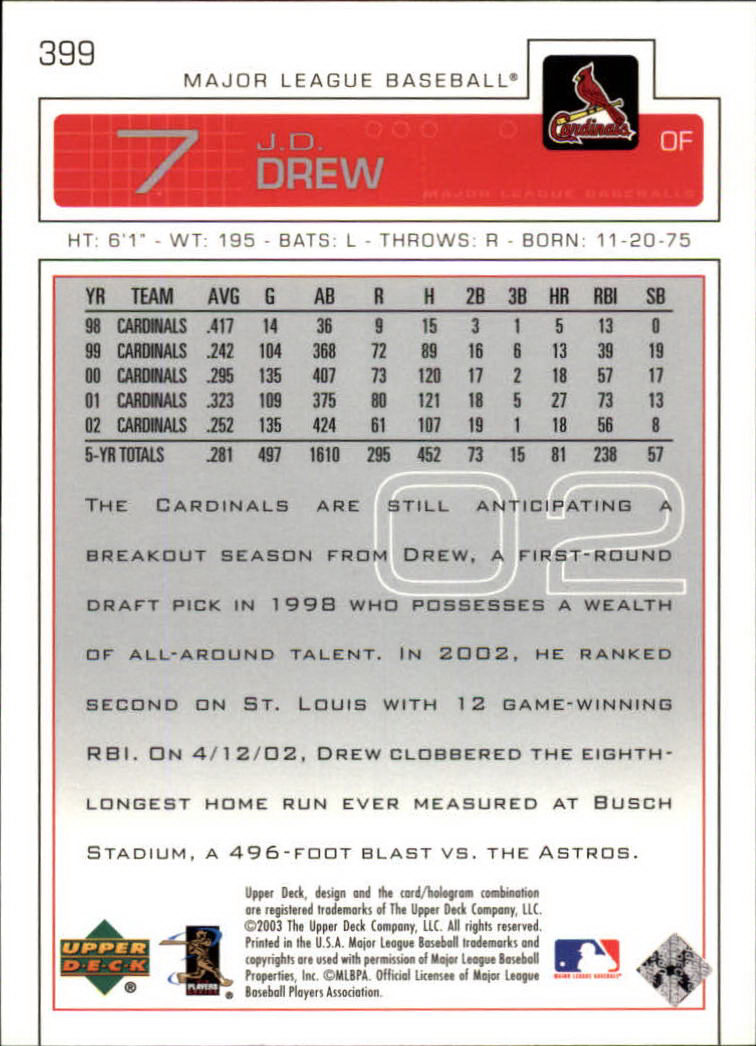 399
MAJOR LEAGUE BASEBALL®
Cardinals
7
J.D.
DREW
OF
MAJOR LEAGUE BASEBALLS
HT: 6'1" - WT: 195 - BATS: L - THROWS: R - BORN: 11-20-75
YR TEAM AVG G AB R H 2B 3B HR RBI SB
98 CARDINALS .417 14 36 9 15 3 1 5 13 0
99 CARDINALS .242 104 368 72 89 16 6 13 39 19
00 CARDINALS .295 135 407 73 120 17 2 18 57 17
01 CARDINALS .323 109 375 80 121 18 5 27 73 13
02 CARDINALS .252 135 424 61 107 19 1 18 56 8
5-YR TOTALS .281 497 1610 295 452 73 15 81 238 57
02
THE CARDINALS ARE STILL ANTICIPATING A
BREAKOUT SEASON FROM DREW, A FIRST-ROUND
DRAFT PICK IN 1998 WHO POSSESSES A WEALTH
OF ALL-AROUND TALENT. IN 2002, HE RANKED
SECOND ON ST. LOUIS WITH 12 GAME-WINNING
RBI. ON 4/12/02, DREW CLOBBERED THE EIGHTH-
LONGEST HOME RUN EVER MEASURED AT BUSCH
STADIUM, A 496-FOOT BLAST VS. THE ASTROS.
UPPER
D·E·C·K
®
PLAYERS
®
Upper Deck, design and the card/hologram combination
are registered trademarks of The Upper Deck Company, LLC.
©2003 The Upper Deck Company, LLC. All rights reserved.
Printed in the U.S.A. Major League Baseball trademarks and
copyrights are used with permission of Major League Baseball
Properties, Inc. ©MLBPA. Official Licensee of Major League
Baseball Players Association.
MAJOR LEAGUE BASEBALL